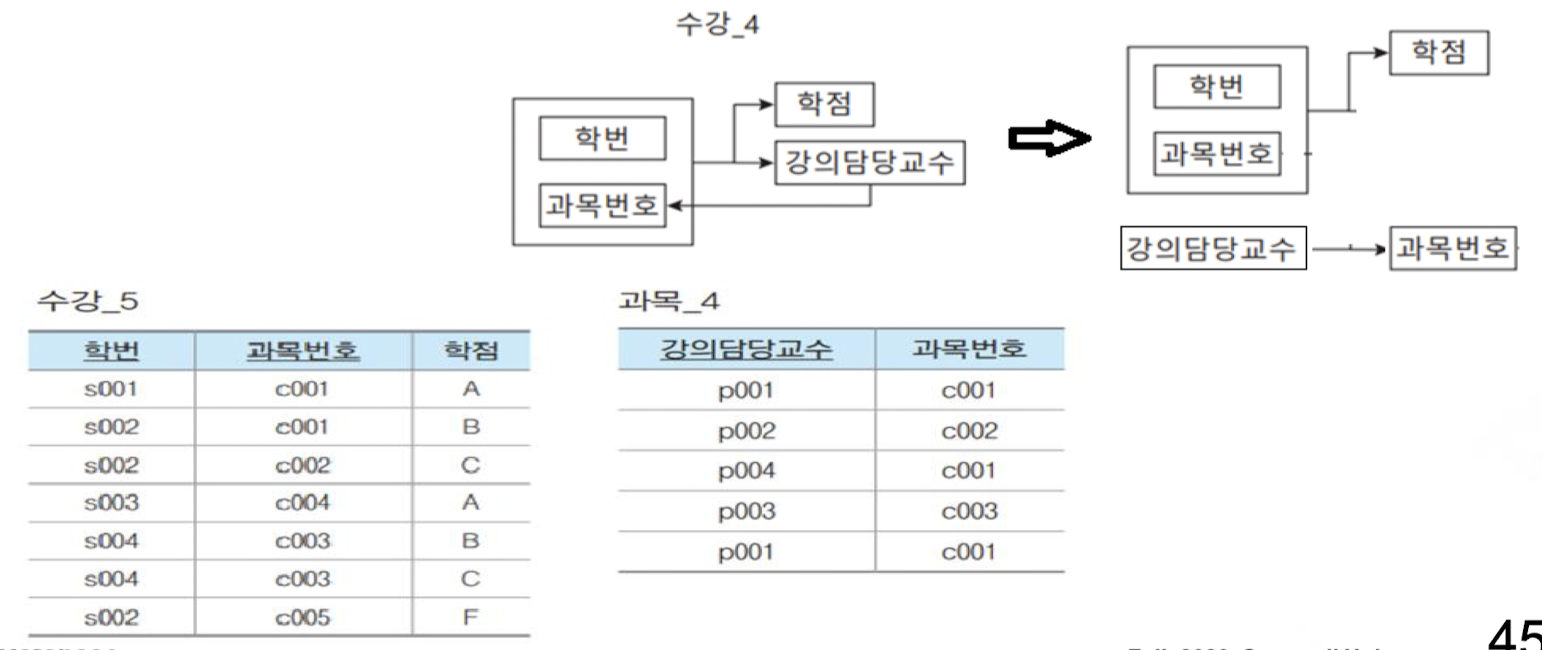 수강_4
학번
과목번호
학점
강의담당교수
학번
과목번호
학점
강의담당교수
과목번호
수강_5
학번 과목번호 학점
s001 c001 A
s002 c001 B
s002 c002 C
s003 c004 A
s004 c003 B
s004 c003 C
s002 c005 F
과목_4
강의담당교수 과목번호
p001 c001
p002 c002
p004 c001
p003 c003
p001 c001
45